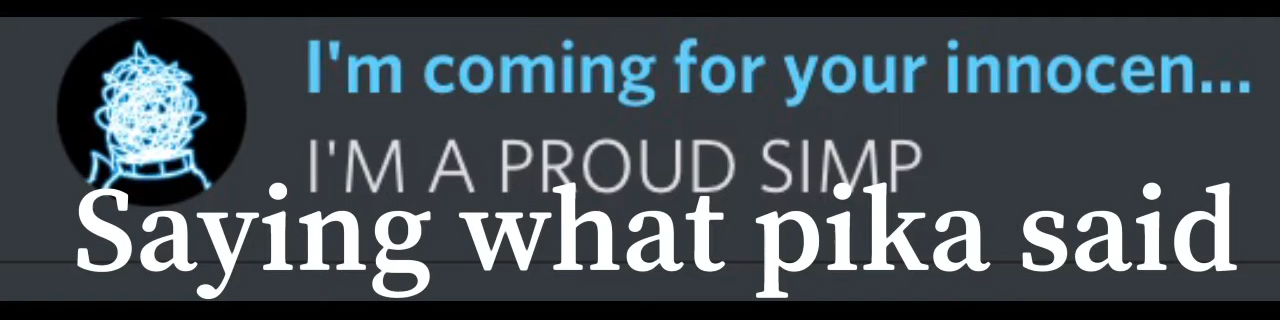 I'm coming for your innocen...
I'M A PROUD SIMP
Saying what pika said